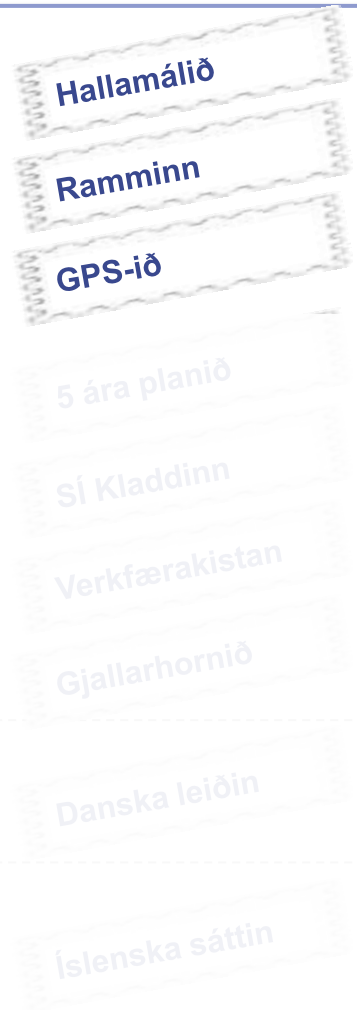 Hallamálið
Ramminn
GPS-ið
5 ára planið
SÍ Kladdinn
Verkfærakistan
Gjallarhornið
Danska leiðin
Íslenska sáttin